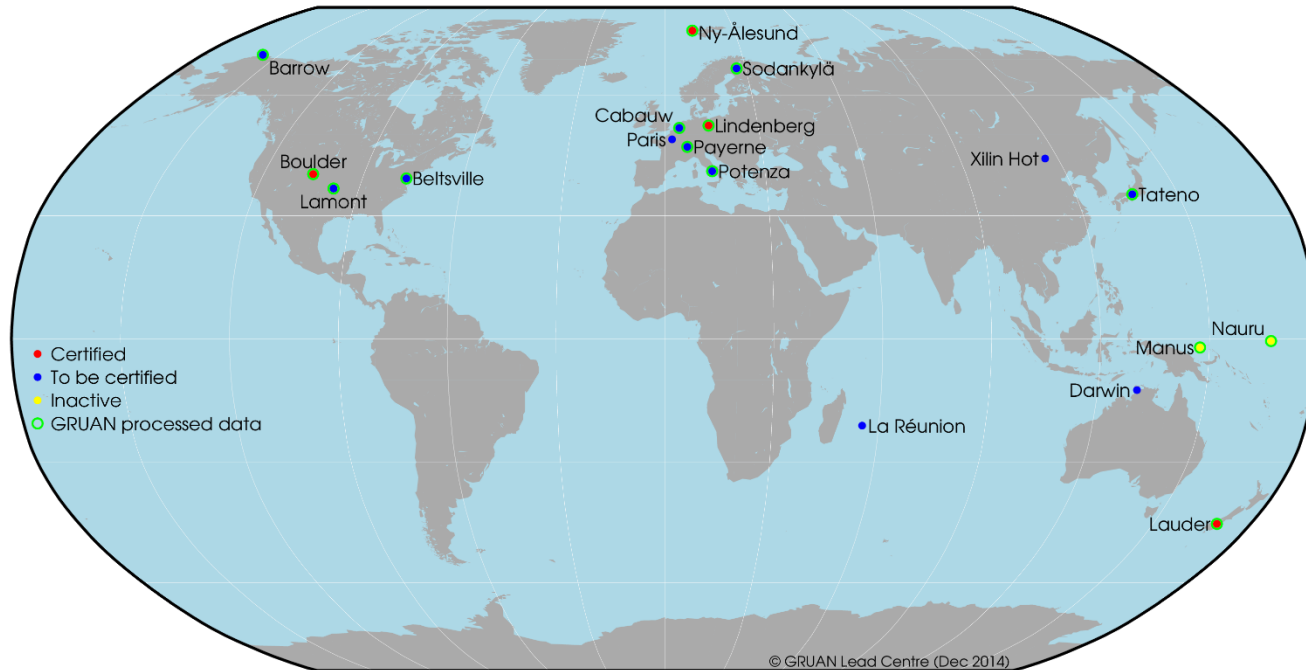 Ny-Ålesund
Barrow
Sodankylä
Cabauw
Lindenberg
Paris
Payerne
Boulder
Xilin Hot
Beltsville
Potenza
Lamont
Tateno
Nauru
Manus
Certified
To be certified
Inactive
GRUAN processed data
Darwin
La Réunion
Lauder
© GRUAN Lead Centre (Dec 2014)